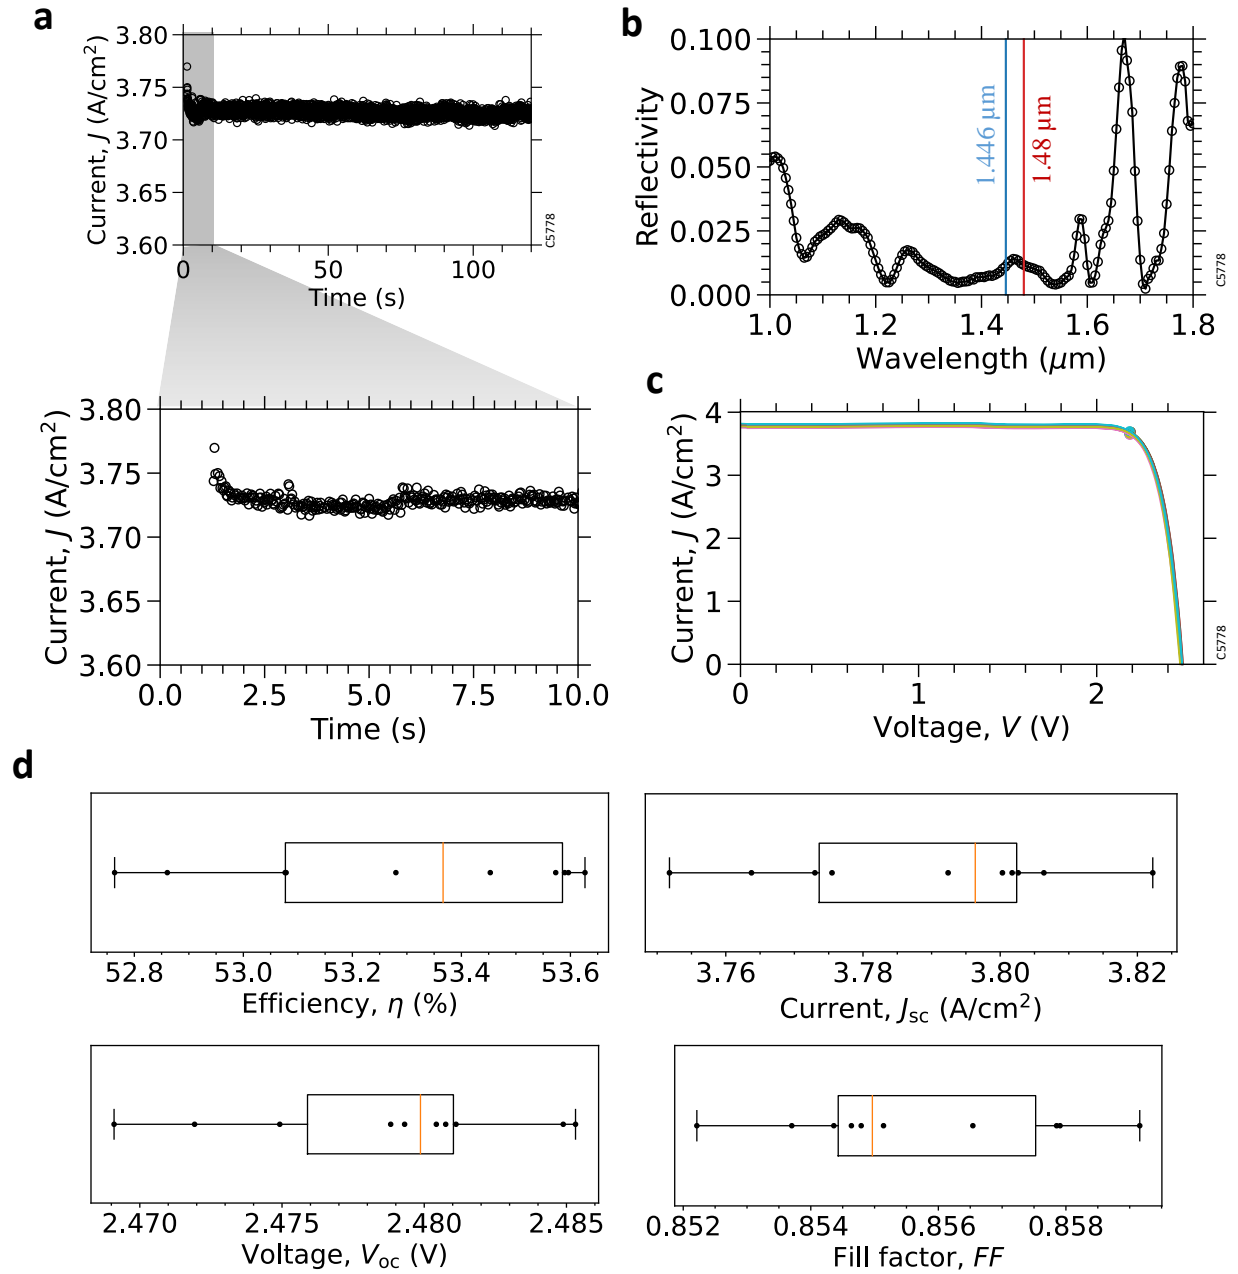 a
3.80
3.75
3.70
3.65
3.60
Current, J (A/cm²)
0
50
100
Time (s)
C5778
3.80
3.75
3.70
3.65
3.60
Current, J (A/cm²)
0.0
2.5
5.0
7.5
10.0
Time (s)
b
0.100
0.075
0.050
0.025
0.000
Reflectivity
1.446 µm
1.48 µm
1.0
1.2
1.4
1.6
1.8
Wavelength (μm)
C5778
c
4
3
2
1
0
Current, J (A/cm²)
0
1
2
Voltage, V (V)
C5778
d
52.8 53.0 53.2 53.4 53.6
Efficiency, η (%)
3.76 3.78 3.80 3.82
Current, Jsc (A/cm²)
2.470 2.475 2.480 2.485
Voltage, Voc (V)
0.852 0.854 0.856 0.858
Fill factor, FF